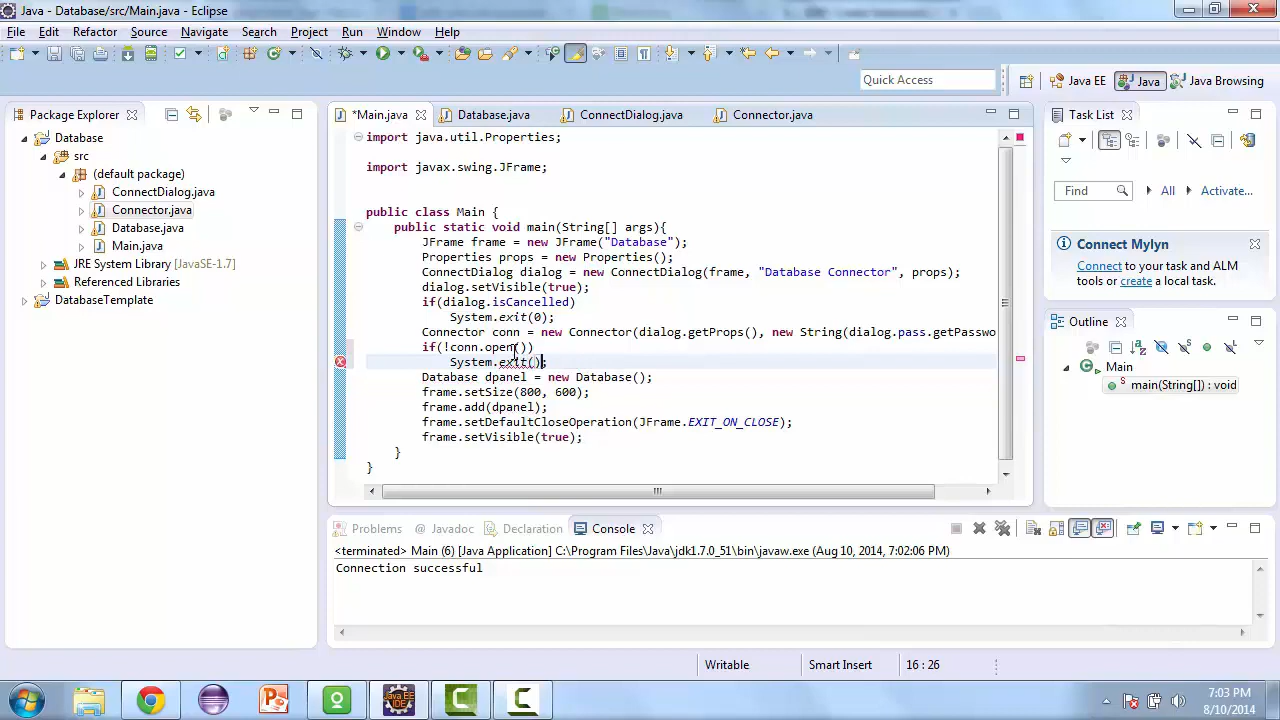 Java - Database/src/Main.java - Eclipse
File Edit Refactor Source Navigate Search Project Run Window Help
Quick Access
Java EE Java Java Browsing
Package Explorer
*Main.java Database.java ConnectDialog.java Connector.java
Task List
Database
src
(default package)
ConnectDialog.java
Connector.java
Database.java
Main.java
JRE System Library [JavaSE-1.7]
Referenced Libraries
DatabaseTemplate
import java.util.Properties;
import javax.swing.JFrame;
public class Main {
public static void main(String[] args){
JFrame frame = new JFrame("Database");
Properties props = new Properties();
ConnectDialog dialog = new ConnectDialog(frame, "Database Connector", props);
dialog.setVisible(true);
if(dialog.isCancelled)
System.exit(0);
Connector conn = new Connector(dialog.getProps(), new String(dialog.pass.getPasswo
if(!conn.open())
System.exit();
Database dpanel = new Database();
frame.setSize(800, 600);
frame.add(dpanel);
frame.setDefaultCloseOperation(JFrame.EXIT_ON_CLOSE);
frame.setVisible(true);
}
}
Find All Activate...
Connect Mylyn
Connect to your task and ALM
tools or create a local task.
Outline
Main
main(String[]) : void
Problems @ Javadoc Declaration Console
<terminated> Main (6) [Java Application] C:\Program Files\Java\jdk1.7.0_51\bin\javaw.exe (Aug 10, 2014, 7:02:06 PM)
Connection successful
Writable Smart Insert 16 : 26
Java EE
IDE
7:03 PM
8/10/2014